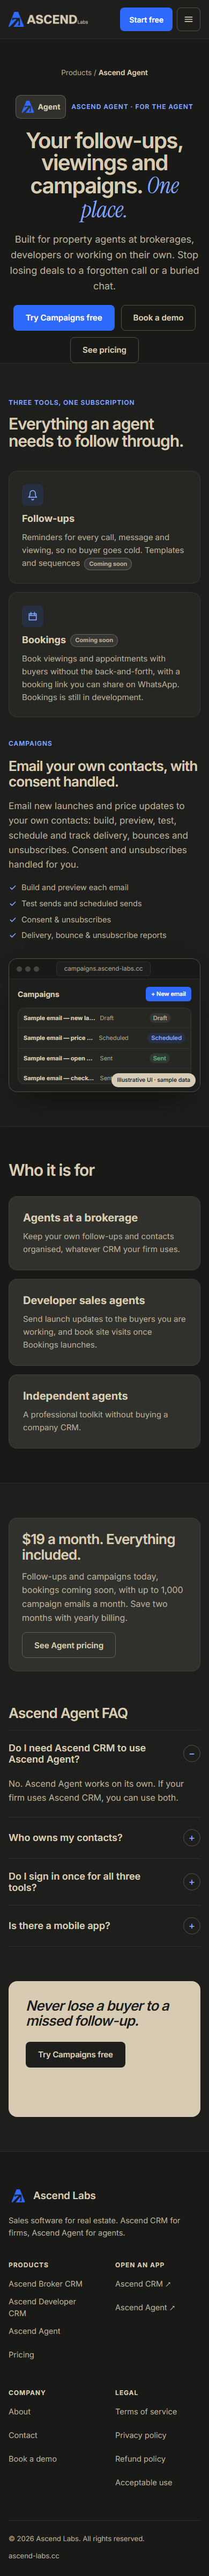 ASCEND Labs
Start free
Products / Ascend Agent
Agent
ASCEND AGENT · FOR THE AGENT
Your follow-ups,
viewings and
campaigns. One
place.
Built for property agents at brokerages,
developers or working on their own. Stop
losing deals to a forgotten call or a buried
chat.
Try Campaigns free
Book a demo
See pricing
THREE TOOLS, ONE SUBSCRIPTION
Everything an agent
needs to follow through.
Follow-ups
Reminders for every call, message and
viewing, so no buyer goes cold. Templates
and sequences Coming soon
Bookings Coming soon
Book viewings and appointments with
buyers without the back-and-forth, with a
booking link you can share on WhatsApp.
Bookings is still in development.
CAMPAIGNS
Email your own contacts, with
consent handled.
Email new launches and price updates to
your own contacts: build, preview, test,
schedule and track delivery, bounces and
unsubscribes. Consent and unsubscribes
handled for you.
Build and preview each email
Test sends and scheduled sends
Consent & unsubscribes
Delivery, bounce & unsubscribe reports
campaigns.ascend-labs.cc
Campaigns
+ New email
Sample email — new la... Draft Draft
Sample email — price ... Scheduled Scheduled
Sample email — open ... Sent Sent
Sample email — check...
Illustrative UI · sample data
Who it is for
Agents at a brokerage
Keep your own follow-ups and contacts
organised, whatever CRM your firm uses.
Developer sales agents
Send launch updates to the buyers you are
working, and book site visits once
Bookings launches.
Independent agents
A professional toolkit without buying a
company CRM.
$19 a month. Everything
included.
Follow-ups and campaigns today,
bookings coming soon, with up to 1,000
campaign emails a month. Save two
months with yearly billing.
See Agent pricing
Ascend Agent FAQ
Do I need Ascend CRM to use
Ascend Agent?
No. Ascend Agent works on its own. If your
firm uses Ascend CRM, you can use both.
Who owns my contacts?
Do I sign in once for all three
tools?
Is there a mobile app?
Never lose a buyer to a
missed follow-up.
Try Campaigns free
Ascend Labs
Sales software for real estate. Ascend CRM for
firms, Ascend Agent for agents.
PRODUCTS
Ascend Broker CRM
Ascend Developer
CRM
Ascend Agent
Pricing
OPEN AN APP
Ascend CRM ↗
Ascend Agent ↗
COMPANY
About
Contact
Book a demo
LEGAL
Terms of service
Privacy policy
Refund policy
Acceptable use
© 2026 Ascend Labs. All rights reserved.
ascend-labs.cc